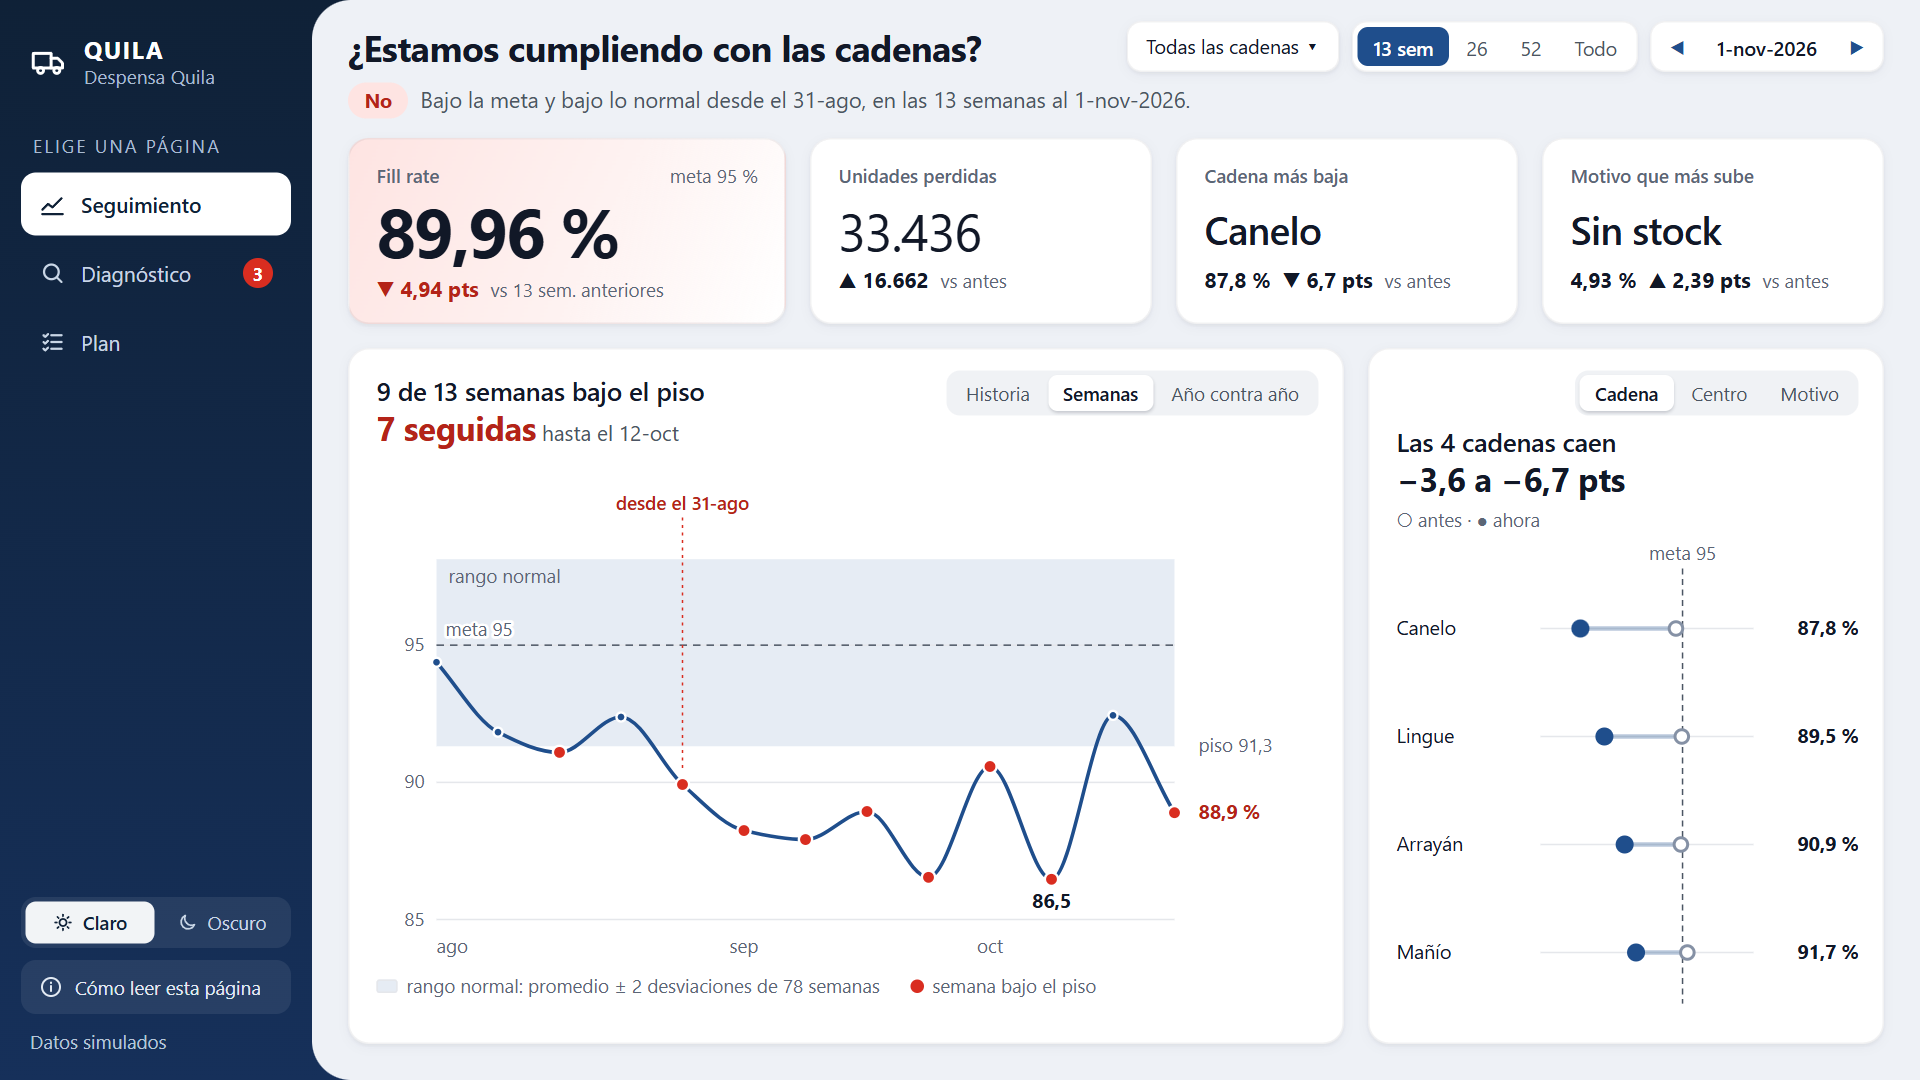 QUILA
Despensa Quila
ELIGE UNA PÁGINA
Seguimiento
Diagnóstico 3
Plan
Claro Oscuro
Cómo leer esta página
Datos simulados
¿Estamos cumpliendo con las cadenas?
Todas las cadenas ▼
13 sem 26 52 Todo
◀ 1-nov-2026 ▶
No Bajo la meta y bajo lo normal desde el 31-ago, en las 13 semanas al 1-nov-2026.
Fill rate meta 95 %
89,96 %
▼ 4,94 pts vs 13 sem. anteriores
Unidades perdidas
33.436
▲ 16.662 vs antes
Cadena más baja
Canelo
87,8 % ▼ 6,7 pts vs antes
Motivo que más sube
Sin stock
4,93 % ▲ 2,39 pts vs antes
9 de 13 semanas bajo el piso
7 seguidas hasta el 12-oct
Historia Semanas Año contra año
desde el 31-ago
rango normal
meta 95
95
piso 91,3
90
88,9 %
86,5
85
ago sep oct
rango normal: promedio ± 2 desviaciones de 78 semanas semana bajo el piso
Cadena Centro Motivo
Las 4 cadenas caen
−3,6 a −6,7 pts
○ antes · ● ahora
meta 95
Canelo 87,8 %
Lingue 89,5 %
Arrayán 90,9 %
Mañío 91,7 %